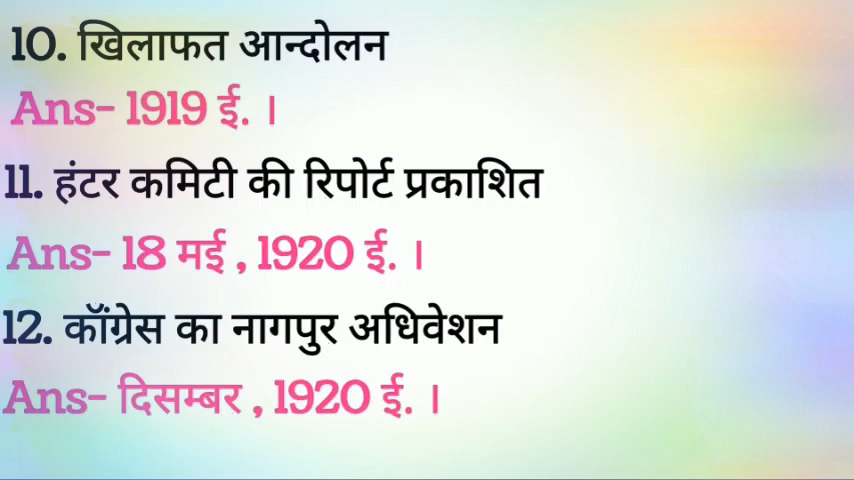 10. खिलाफत आन्दोलन
Ans- 1919 ई. ।
11. हंटर कमिटी की रिपोर्ट प्रकाशित
Ans- 18 मई , 1920 ई. ।
12. कॉंग्रेस का नागपुर अधिवेशन
Ans- दिसम्बर , 1920 ई. ।